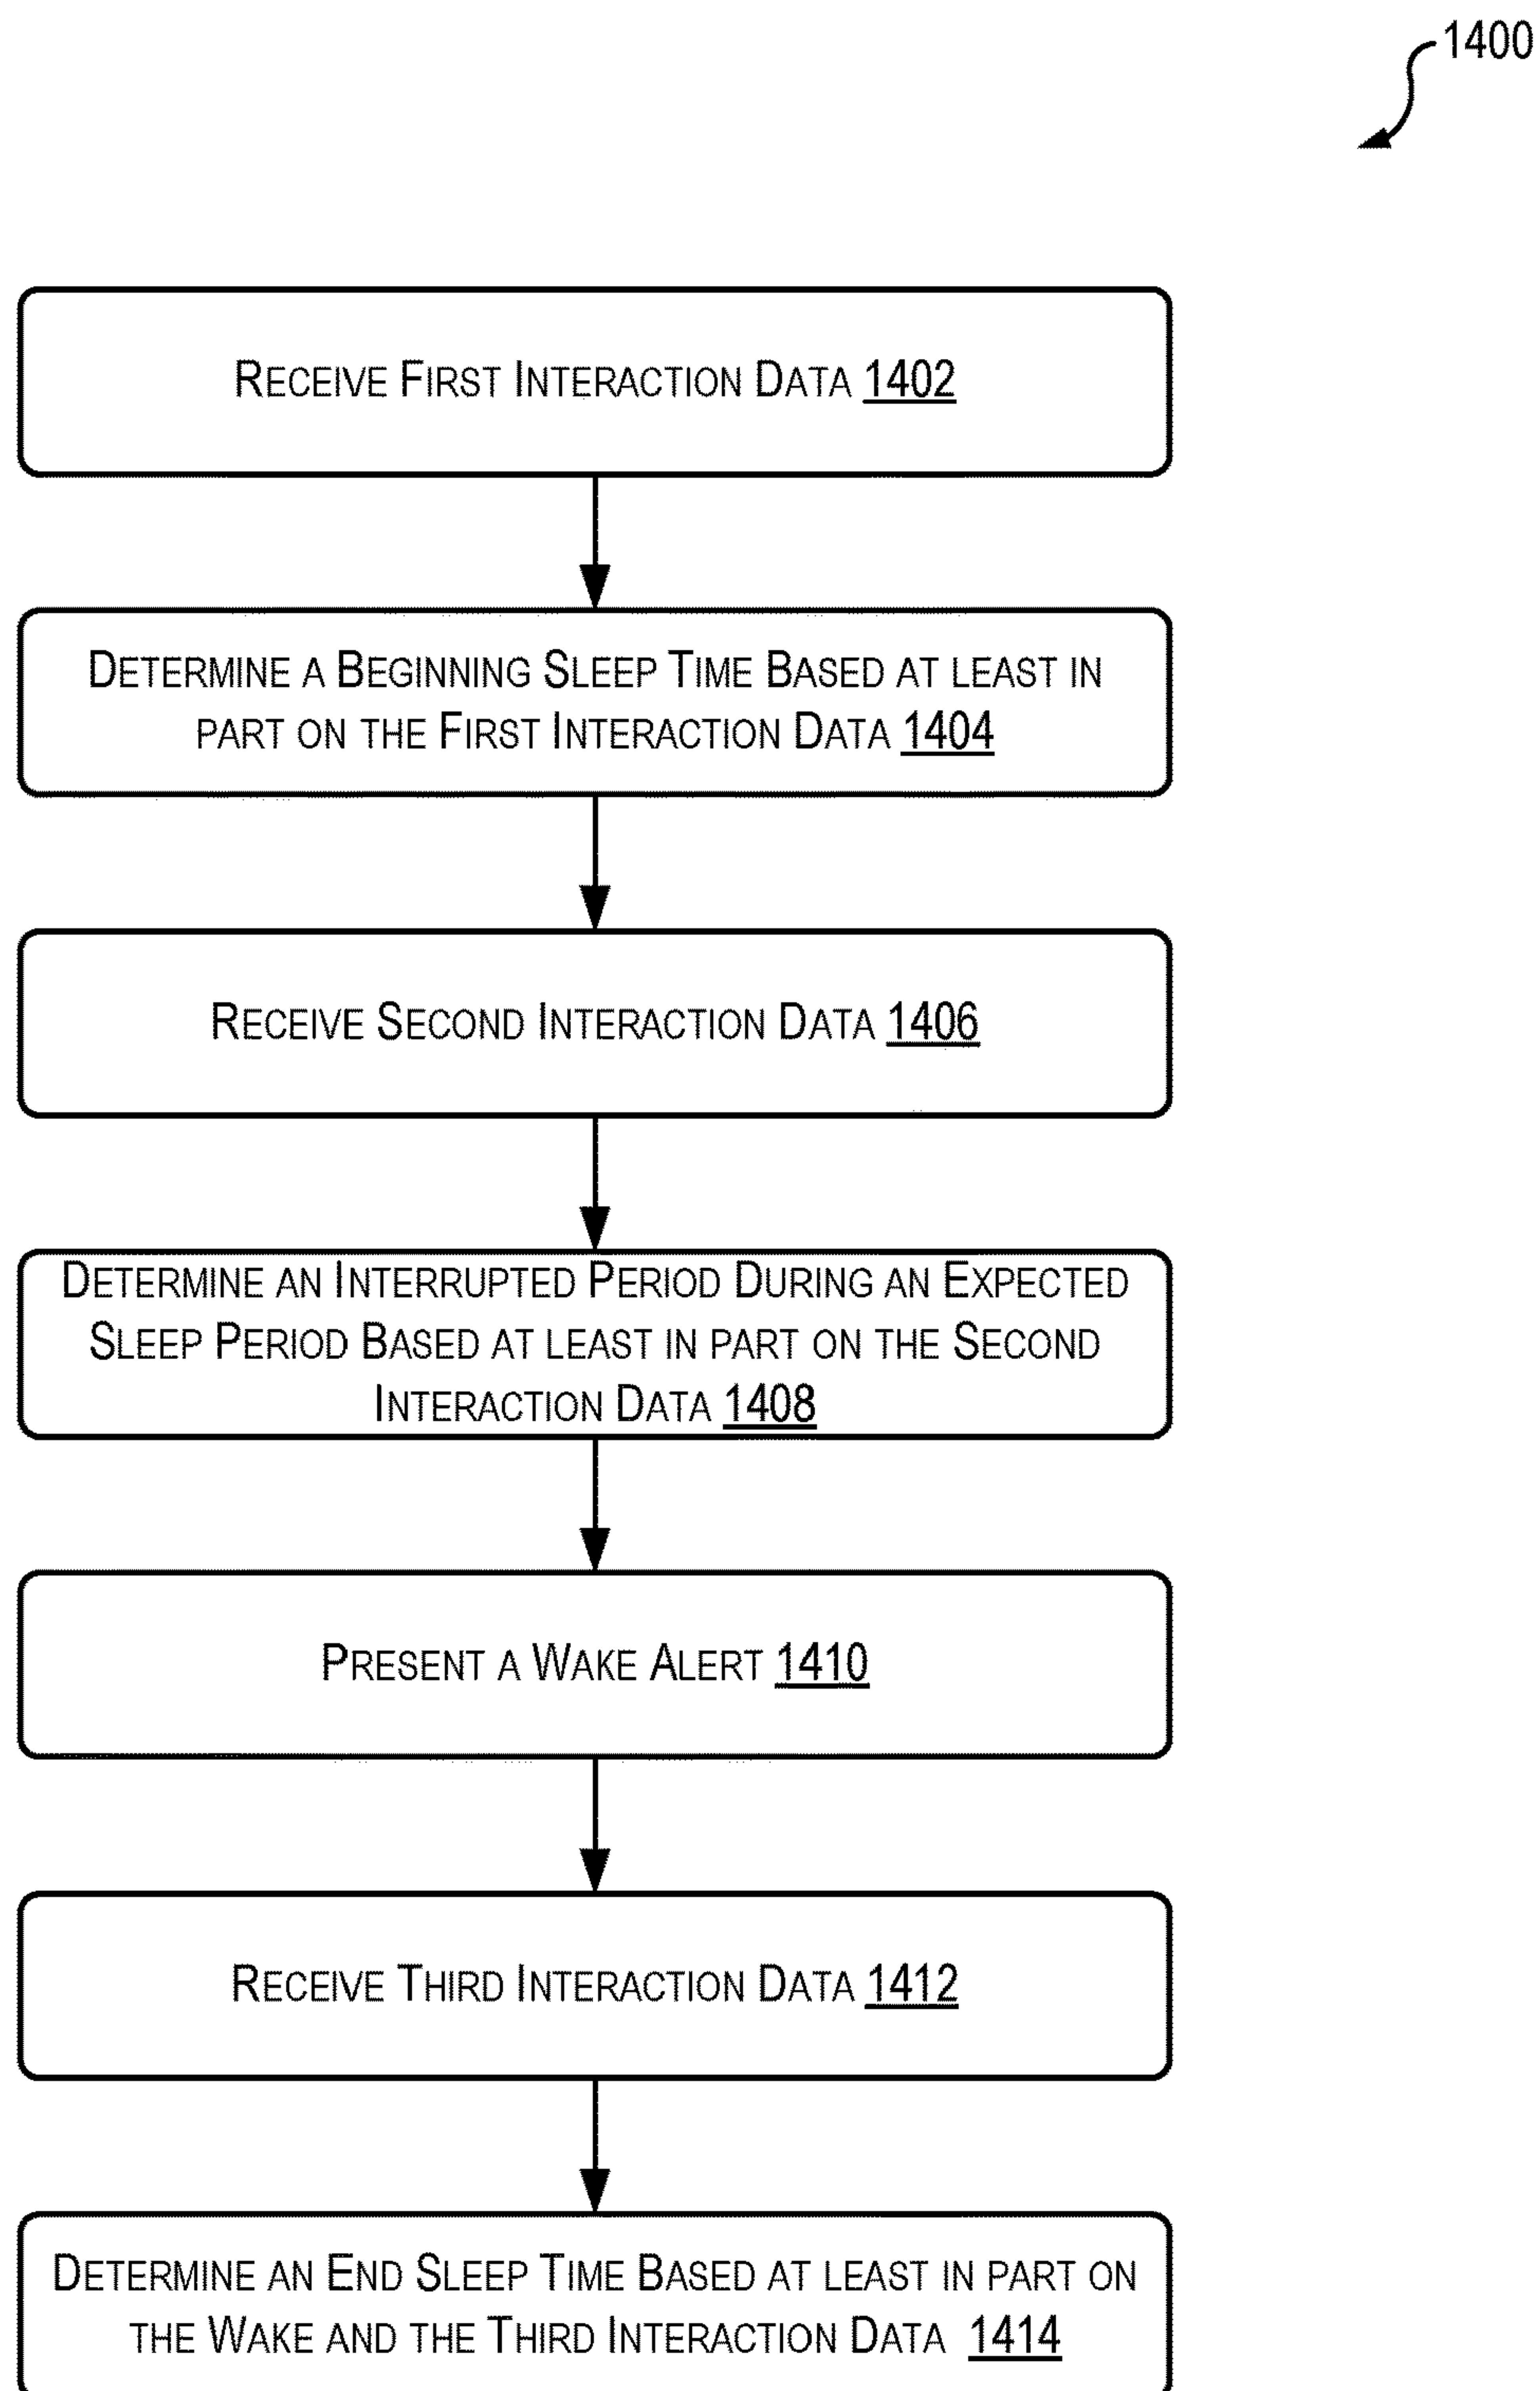 1400
Receive First Interaction Data 1402
Determine a Beginning Sleep Time Based at least in
part on the First Interaction Data 1404
Receive Second Interaction Data 1406
Determine an Interrupted Period During an Expected
Sleep Period Based at least in part on the Second
Interaction Data 1408
Present a Wake Alert 1410
Receive Third Interaction Data 1412
Determine an End Sleep Time Based at least in part on
the Wake and the Third Interaction Data 1414